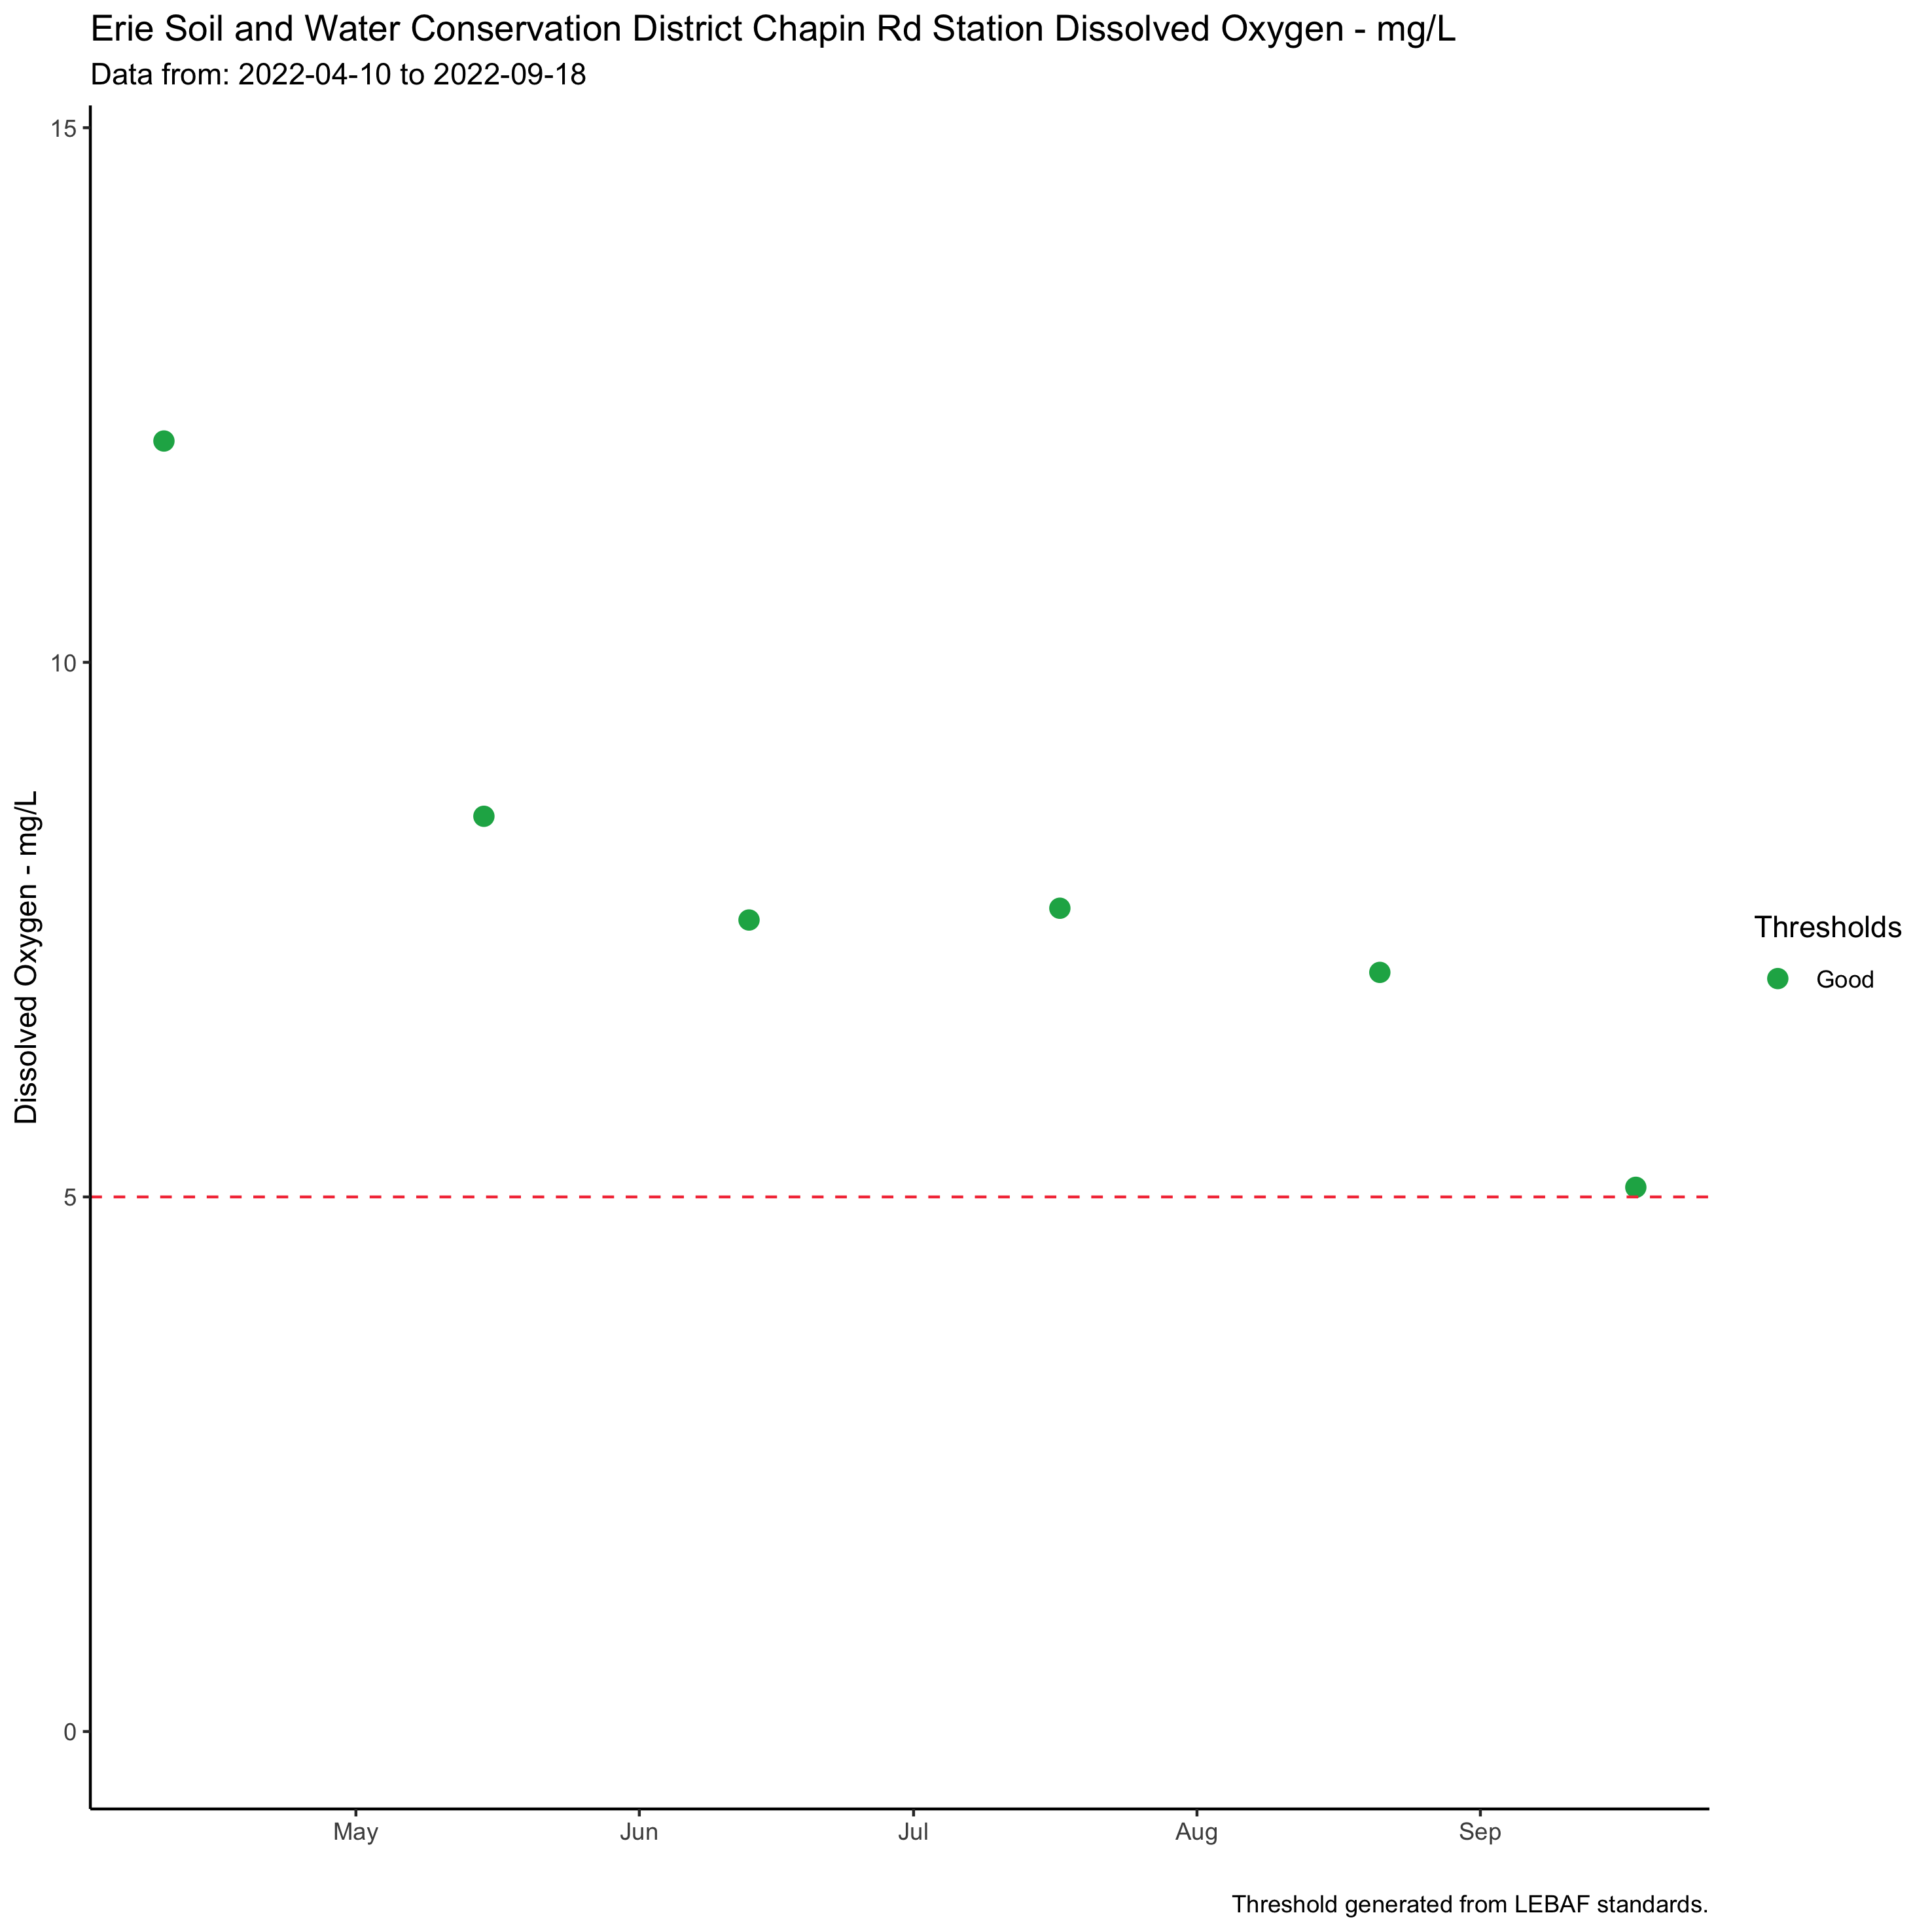 Erie Soil and Water Conservation District Chapin Rd Station Dissolved Oxygen - mg/L
Data from: 2022-04-10 to 2022-09-18
15
10
5
0
Dissolved Oxygen - mg/L
May
Jun
Jul
Aug
Sep
Thresholds
Good
Threshold generated from LEBAF standards.